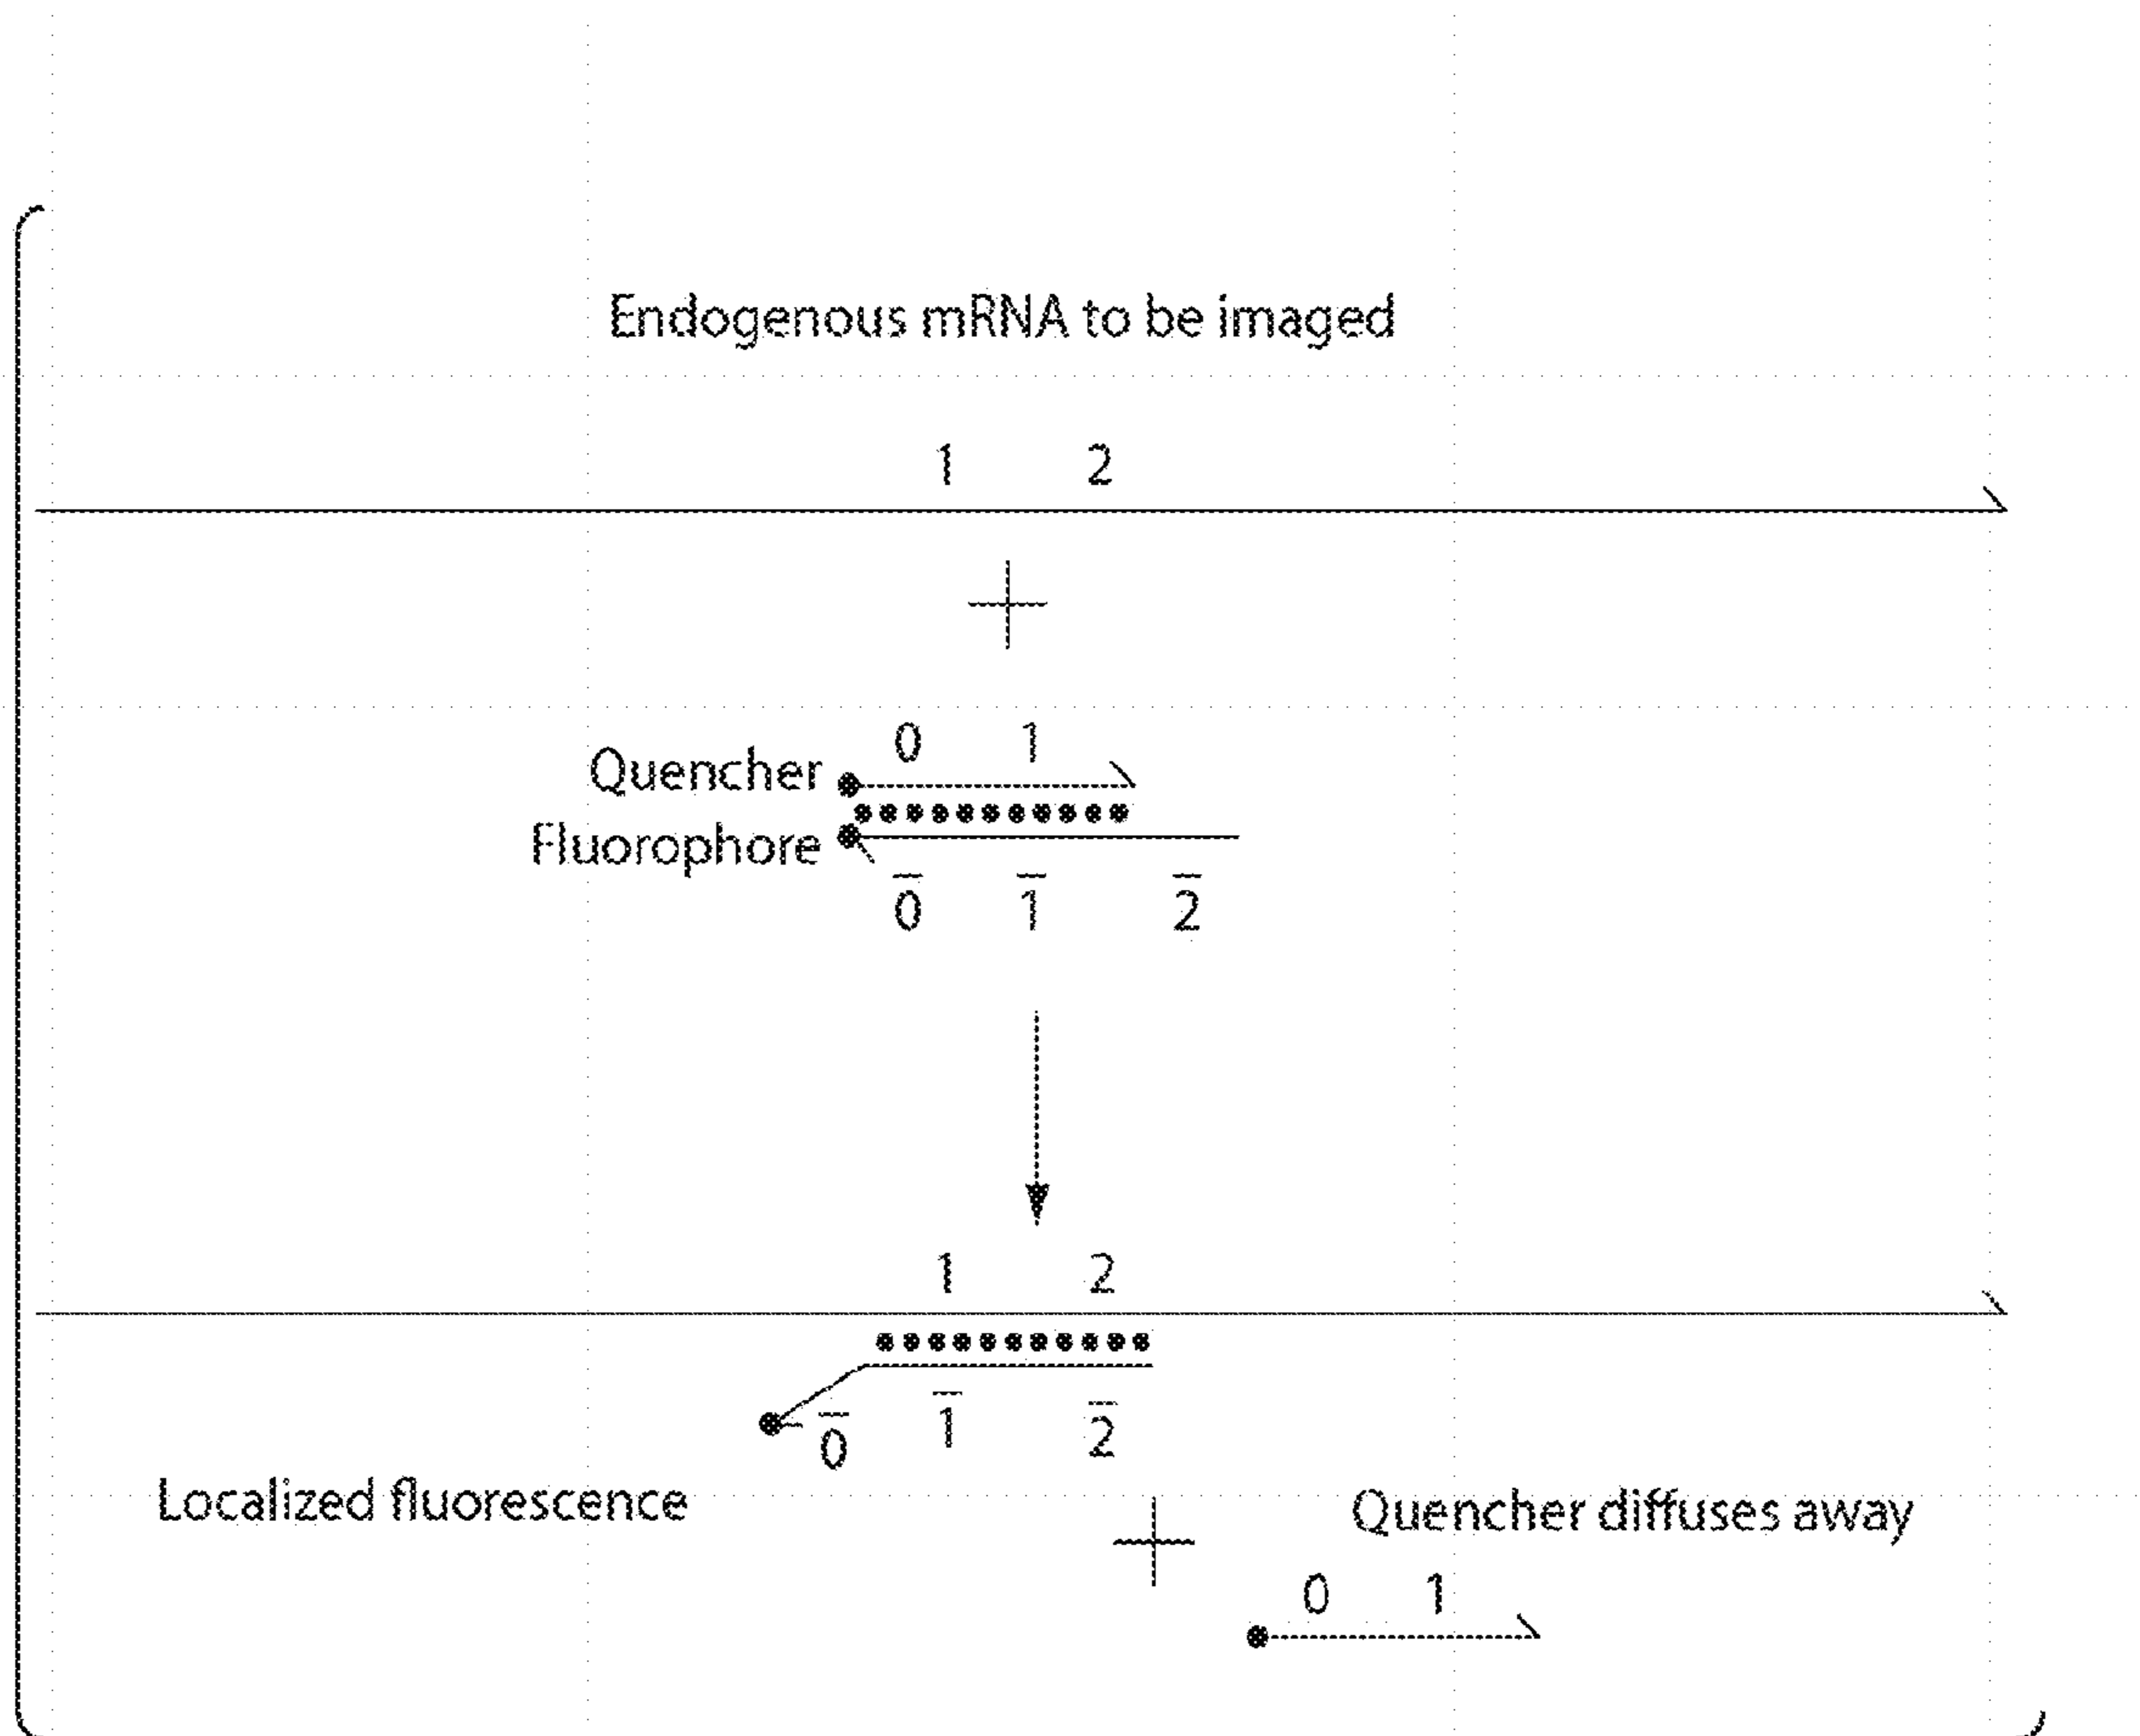 Endogenous mRNA to be imaged
1 2
0 1
Quencher
Fluorophore
0̅ 1̅ 2̅
1 2
0̅ 1̅ 2̅
Localized fluorescence
Quencher diffuses away
0 1